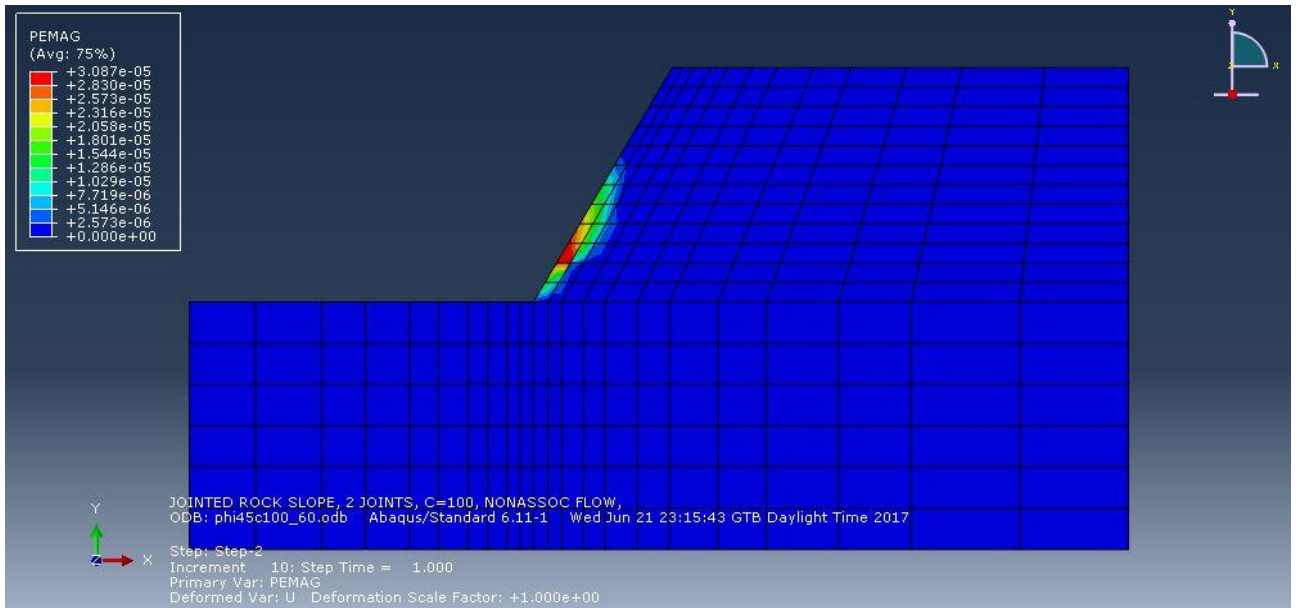 PEMAG
(Avg: 75%)
+3.087e-05
+2.830e-05
+2.573e-05
+2.316e-05
+2.058e-05
+1.801e-05
+1.544e-05
+1.286e-05
+1.029e-05
+7.719e-06
+5.146e-06
+2.573e-06
+0.000e+00
Y
Z X
JOINTED ROCK SLOPE, 2 JOINTS, C=100, NONASSOC FLOW,
ODB: phi45c100_60.odb Abaqus/Standard 6.11-1 Wed Jun 21 23:15:43 GTB Daylight Time 2017
Y
Z X
Step: Step-2
Increment 10: Step Time = 1.000
Primary Var: PEMAG
Deformed Var: U Deformation Scale Factor: +1.000e+00